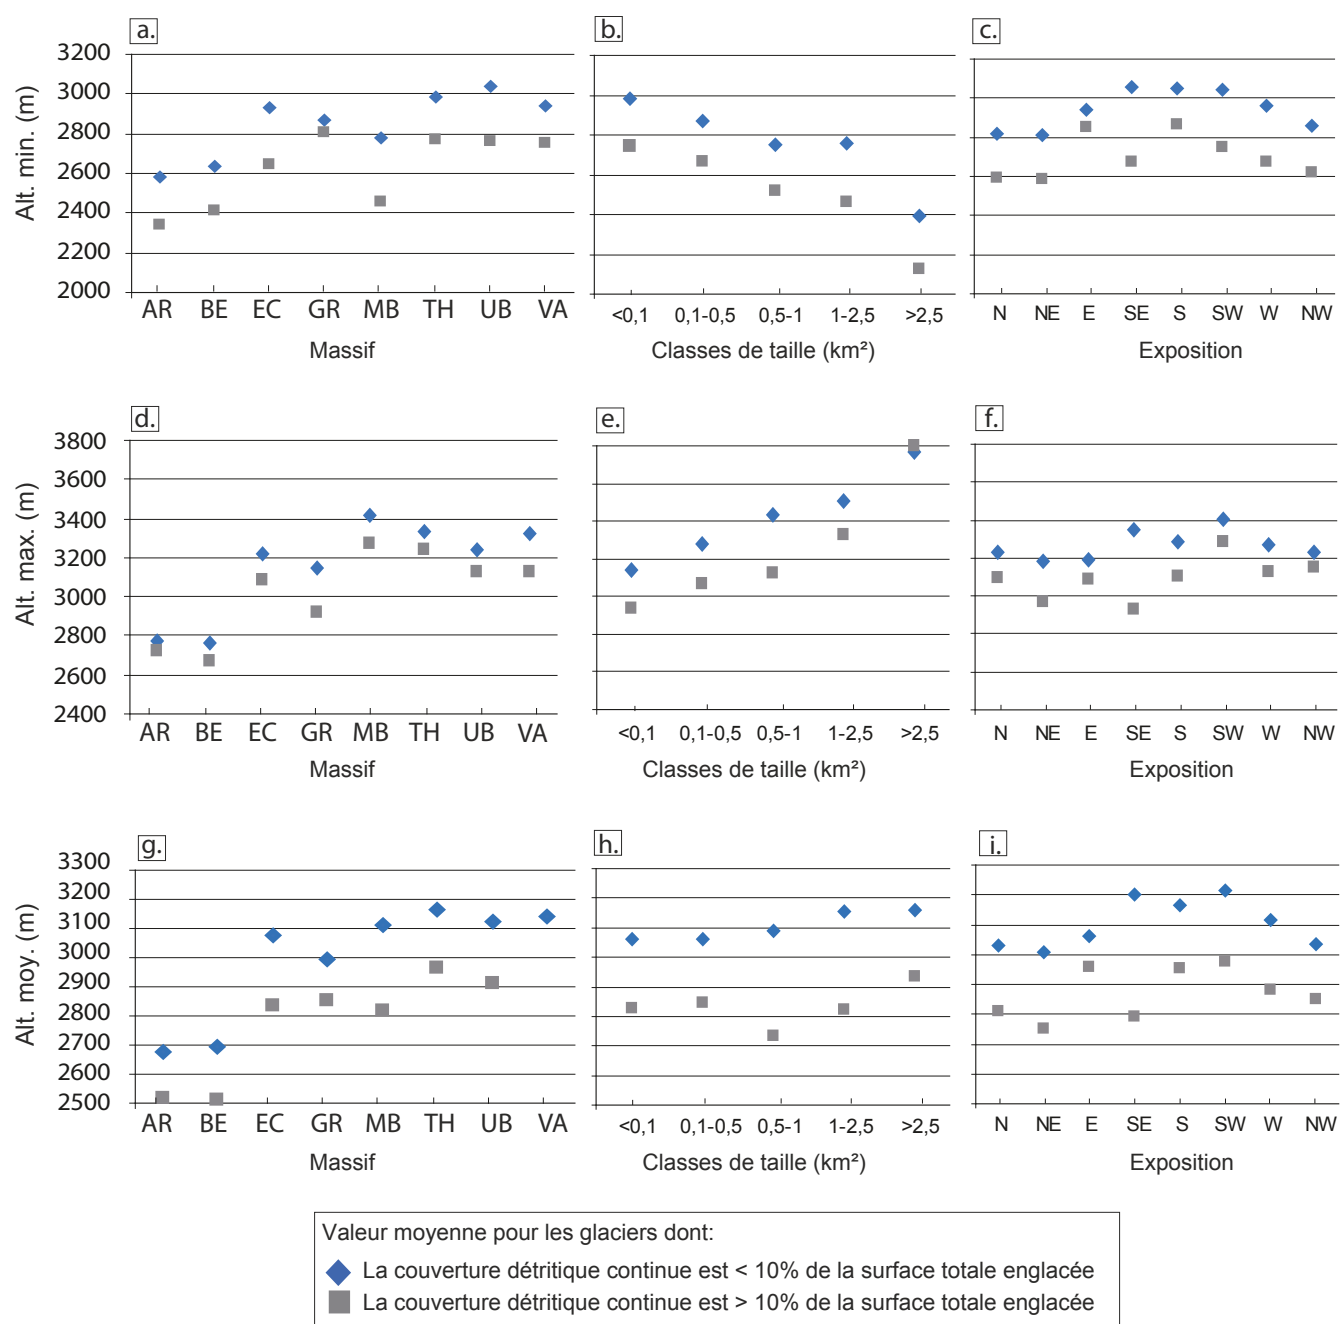 a.
b.
c.
Alt. min. (m)
3200
3000
2800
2600
2400
2200
2000
AR BE EC GR MB TH UB VA
Massif
<0,1 0,1-0,5 0,5-1 1-2,5 >2,5
Classes de taille (km²)
N NE E SE S SW W NW
Exposition
d.
e.
f.
Alt. max. (m)
3800
3600
3400
3200
3000
2800
2600
2400
AR BE EC GR MB TH UB VA
Massif
<0,1 0,1-0,5 0,5-1 1-2,5 >2,5
Classes de taille (km²)
N NE E SE S SW W NW
Exposition
g.
h.
i.
Alt. moy. (m)
3300
3200
3100
3000
2900
2800
2700
2600
2500
AR BE EC GR MB TH UB VA
Massif
<0,1 0,1-0,5 0,5-1 1-2,5 >2,5
Classes de taille (km²)
N NE E SE S SW W NW
Exposition
Valeur moyenne pour les glaciers dont:
La couverture détritique continue est < 10% de la surface totale englacée
La couverture détritique continue est > 10% de la surface totale englacée